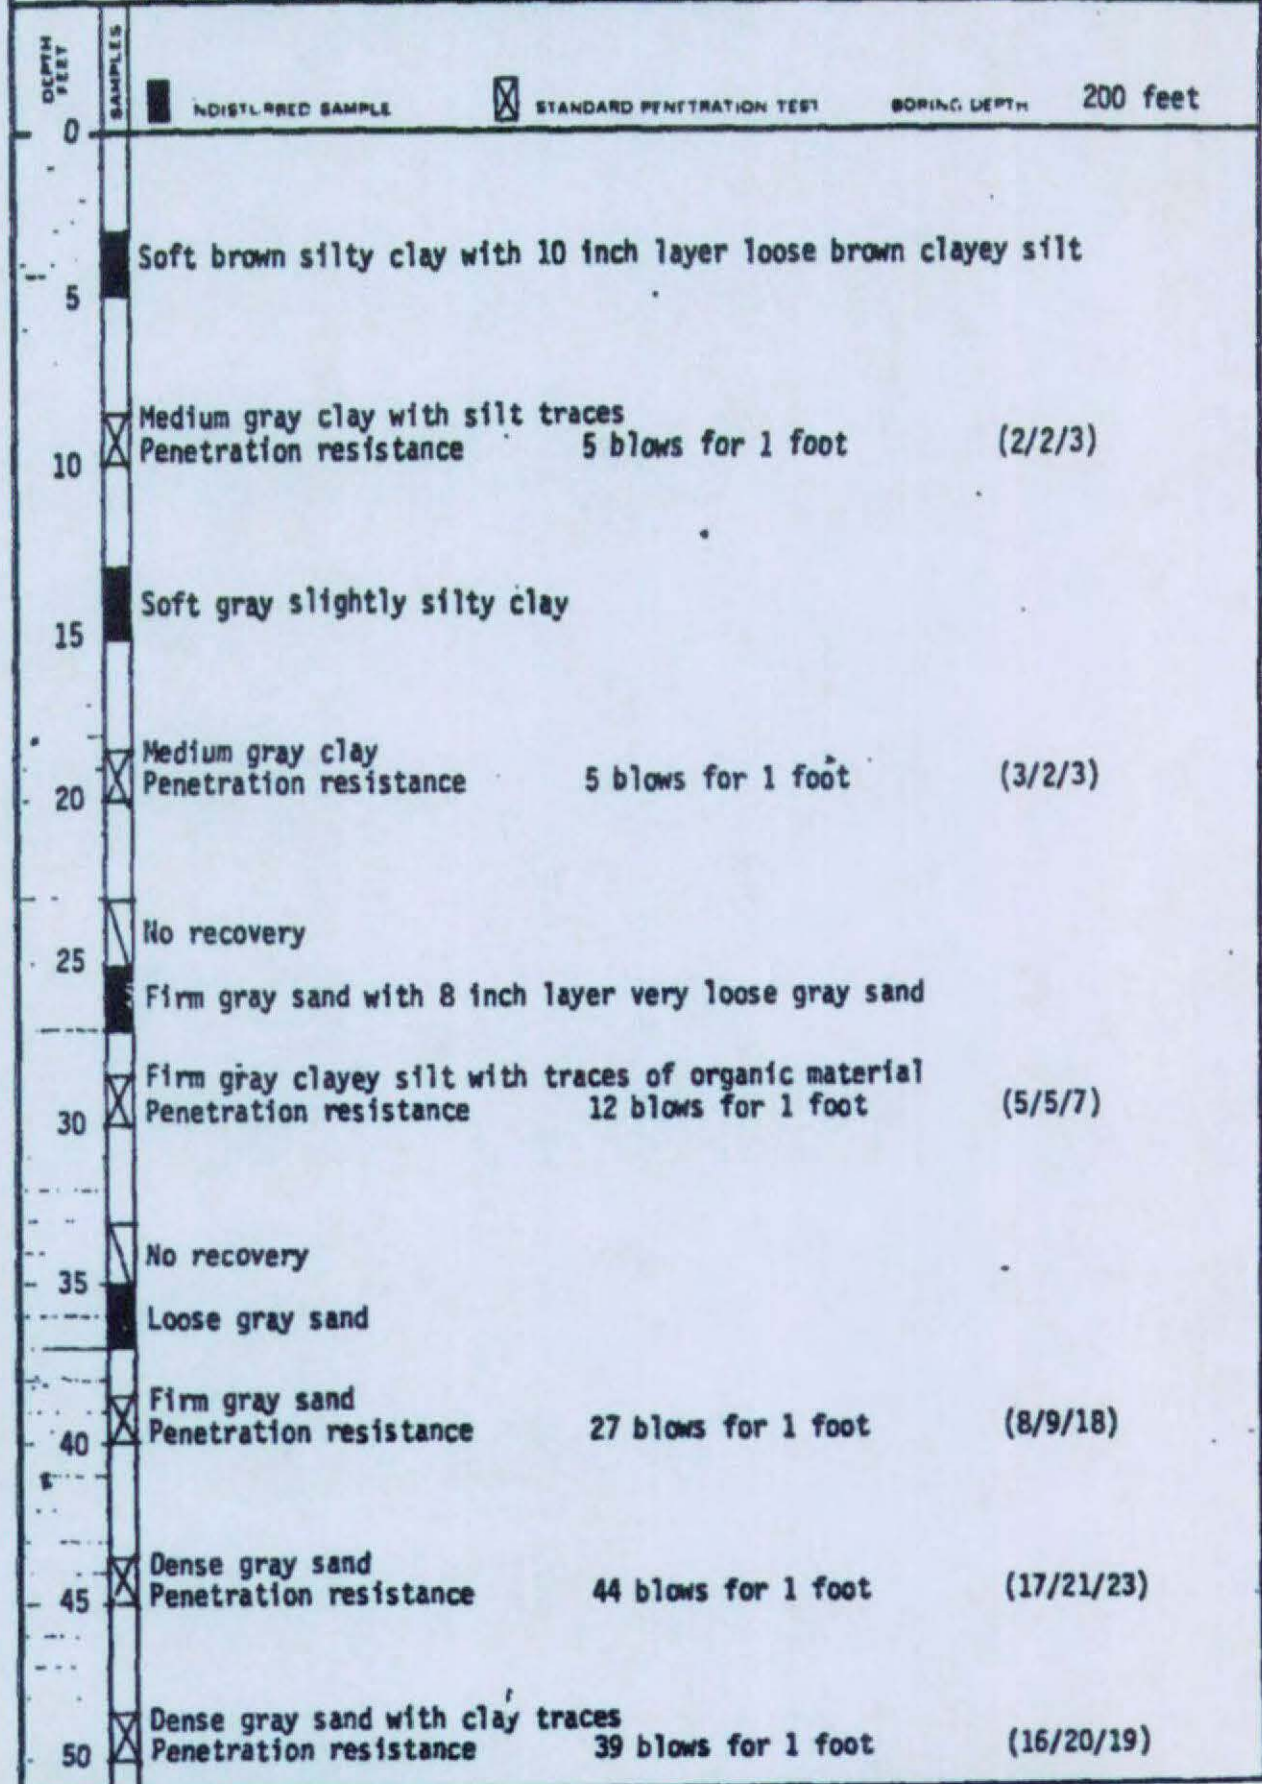 DEPTH FEET
SAMPLES
NDISTURBED SAMPLE STANDARD PENETRATION TEST BORING DEPTH 200 feet
0
Soft brown silty clay with 10 inch layer loose brown clayey silt
5
Medium gray clay with silt traces
Penetration resistance 5 blows for 1 foot (2/2/3)
10
Soft gray slightly silty clay
15
Medium gray clay
Penetration resistance 5 blows for 1 foot (3/2/3)
20
No recovery
25
Firm gray sand with 8 inch layer very loose gray sand
Firm gray clayey silt with traces of organic material
Penetration resistance 12 blows for 1 foot (5/5/7)
30
No recovery
35
Loose gray sand
Firm gray sand
Penetration resistance 27 blows for 1 foot (8/9/18)
40
Dense gray sand
Penetration resistance 44 blows for 1 foot (17/21/23)
45
Dense gray sand with clay traces
Penetration resistance 39 blows for 1 foot (16/20/19)
50